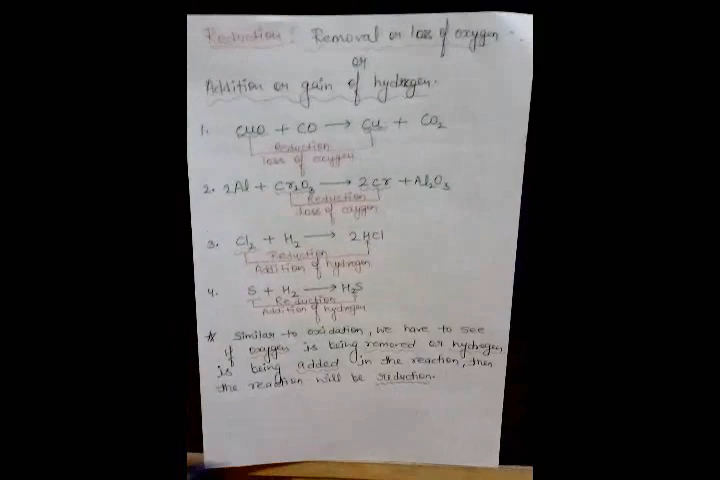 Reduction: Removal or loss of oxygen.
or
Addition or gain of hydrogen.
1. CuO + CO → Cu + CO₂
Reduction
loss of oxygen
2. 2Al + Cr₂O₃ → 2Cr + Al₂O₃
Reduction
loss of oxygen
3. Cl₂ + H₂ → 2HCl
Reduction
Addition of hydrogen
4. S + H₂ → H₂S
Reduction
Addition of hydrogen
* Similar to oxidation, we have to see
if oxygen is being removed or hydrogen
is being added in the reaction, then
the reaction will be reduction.